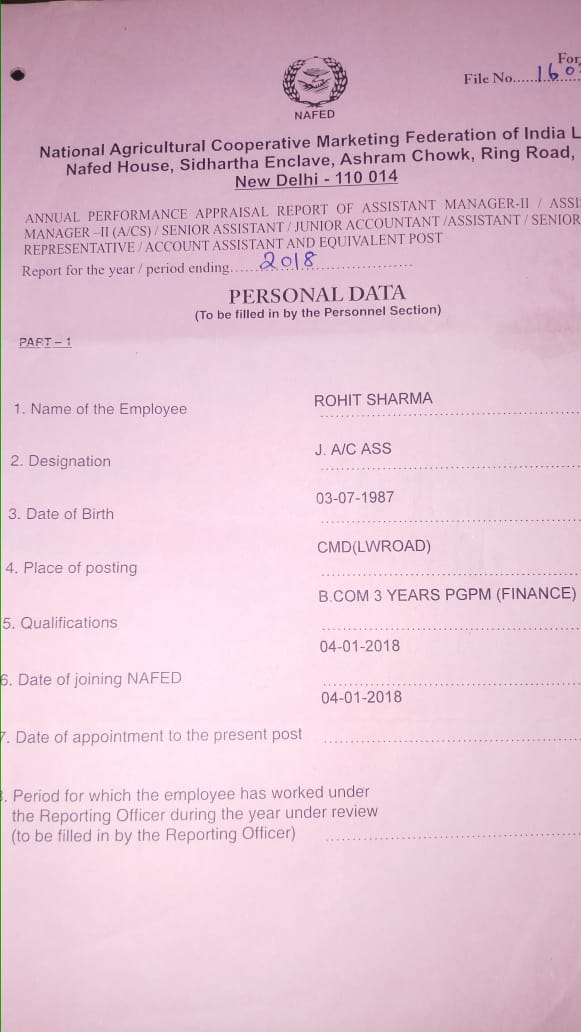 For
File No......160
NAFED
National Agricultural Cooperative Marketing Federation of India L
Nafed House, Sidhartha Enclave, Ashram Chowk, Ring Road,
New Delhi - 110 014
ANNUAL PERFORMANCE APPRAISAL REPORT OF ASSISTANT MANAGER-II / ASSI
MANAGER –II (A/CS) / SENIOR ASSISTANT / JUNIOR ACCOUNTANT /ASSISTANT / SENIOR
REPRESENTATIVE / ACCOUNT ASSISTANT AND EQUIVALENT POST
Report for the year / period ending......2018......
PERSONAL DATA
(To be filled in by the Personnel Section)
PART – 1
1. Name of the Employee ROHIT SHARMA
2. Designation J. A/C ASS
3. Date of Birth 03-07-1987
4. Place of posting CMD(LWROAD)
5. Qualifications B.COM 3 YEARS PGPM (FINANCE)
6. Date of joining NAFED 04-01-2018
7. Date of appointment to the present post 04-01-2018
. Period for which the employee has worked under
the Reporting Officer during the year under review
(to be filled in by the Reporting Officer)